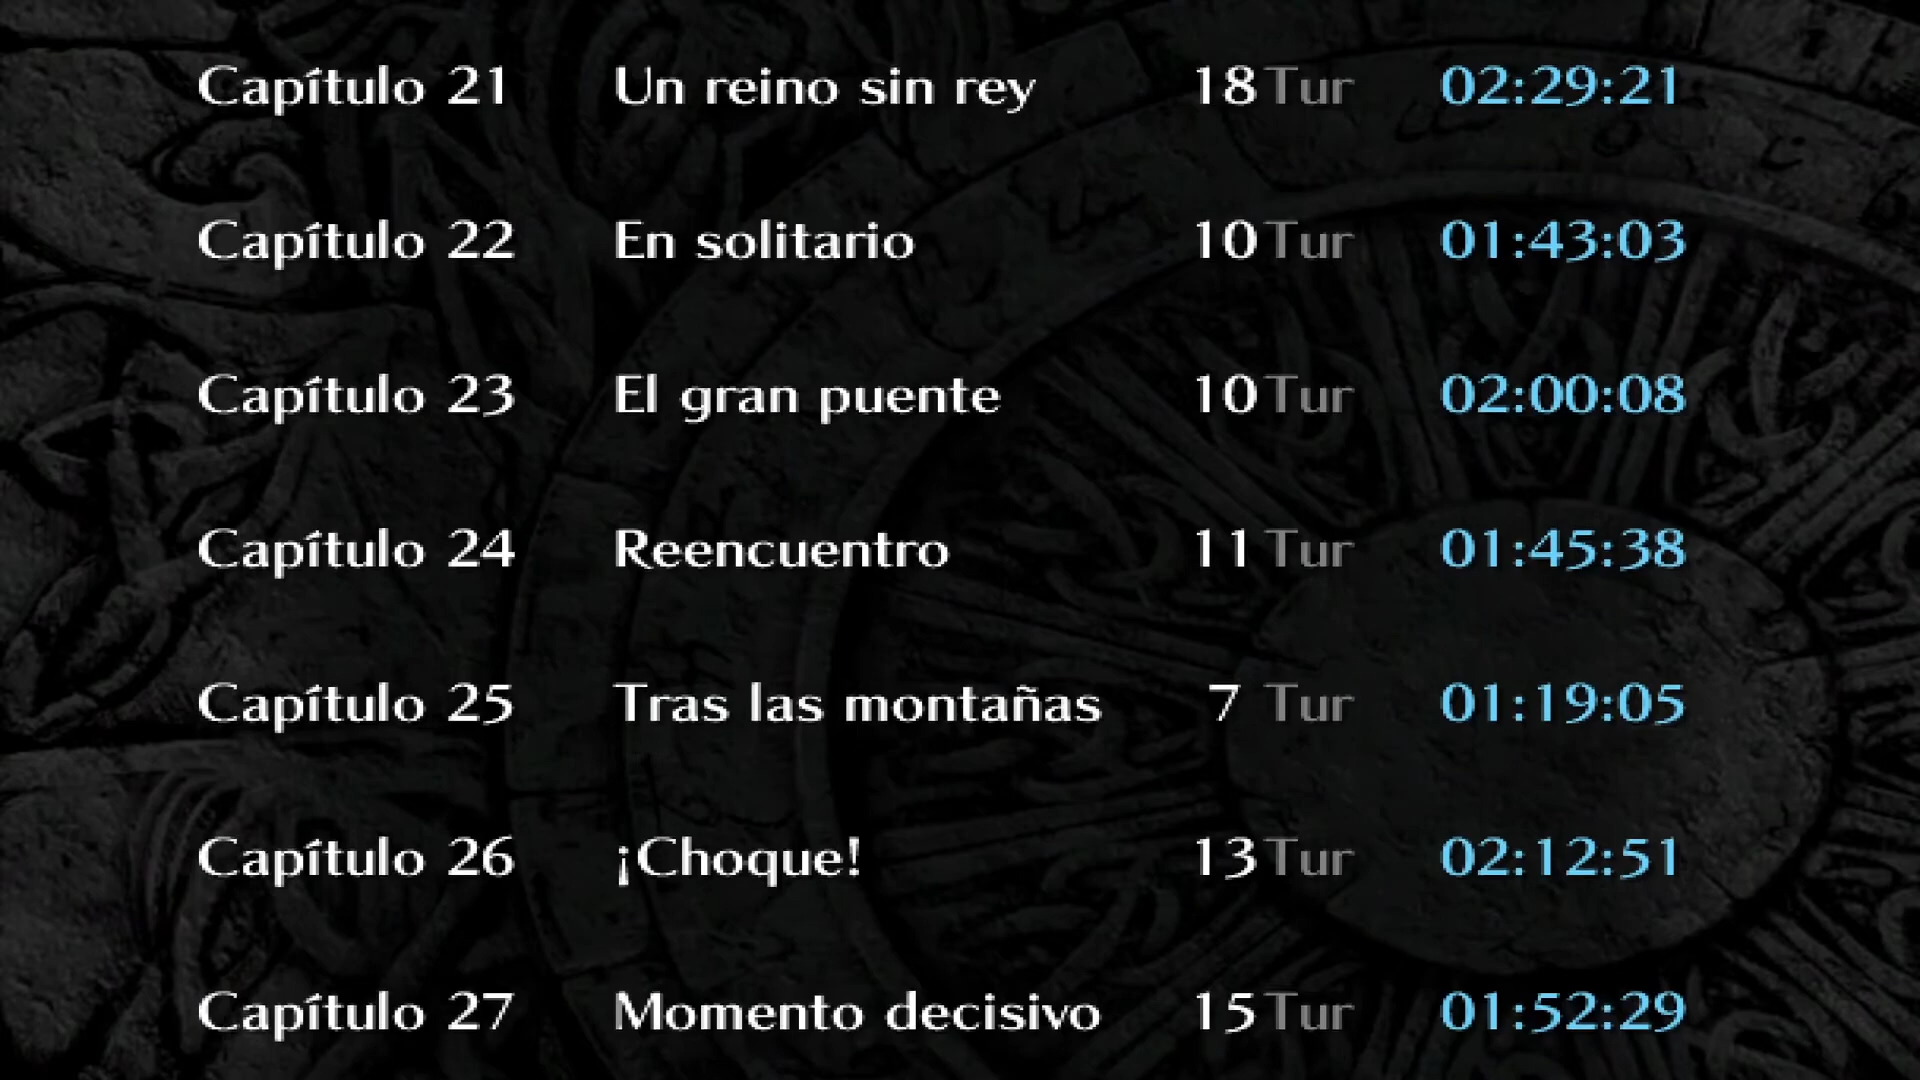 Capítulo 21 Un reino sin rey 18 Tur 02:29:21
Capítulo 22 En solitario 10 Tur 01:43:03
Capítulo 23 El gran puente 10 Tur 02:00:08
Capítulo 24 Reencuentro 11 Tur 01:45:38
Capítulo 25 Tras las montañas 7 Tur 01:19:05
Capítulo 26 ¡Choque! 13 Tur 02:12:51
Capítulo 27 Momento decisivo 15 Tur 01:52:29